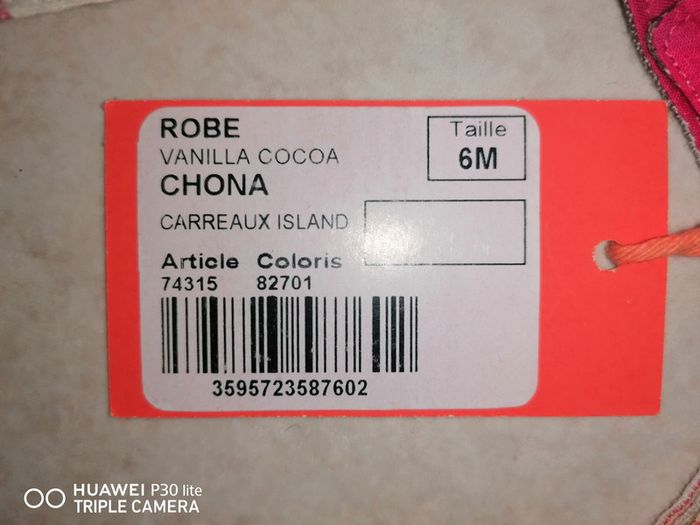 ROBE
VANILLA COCOA
CHONA
CARREAUX ISLAND
Taille
6M
Article Coloris
74315 82701
3595723587602
HUAWEI P30 lite
TRIPLE CAMERA